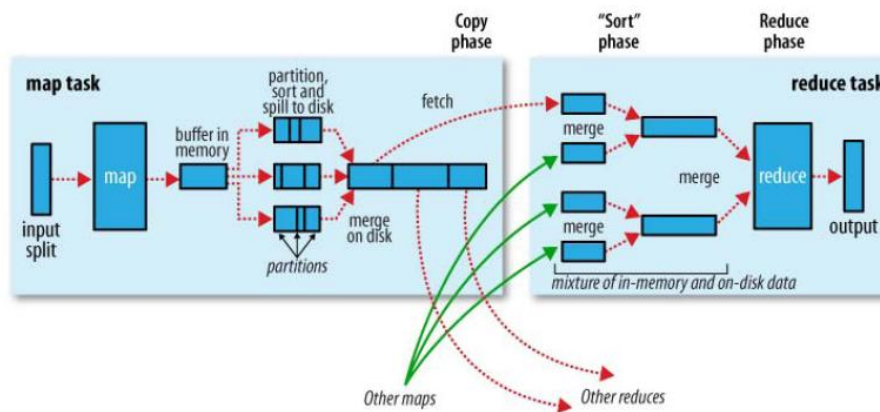 Copy
phase
"Sort"
phase
Reduce
phase
map task
partition,
sort and
spill to disk
fetch
reduce task
buffer in
memory
merge
map
merge
reduce
input
split
merge
on disk
merge
output
partitions
mixture of in-memory and on-disk data
Other maps
Other reduces